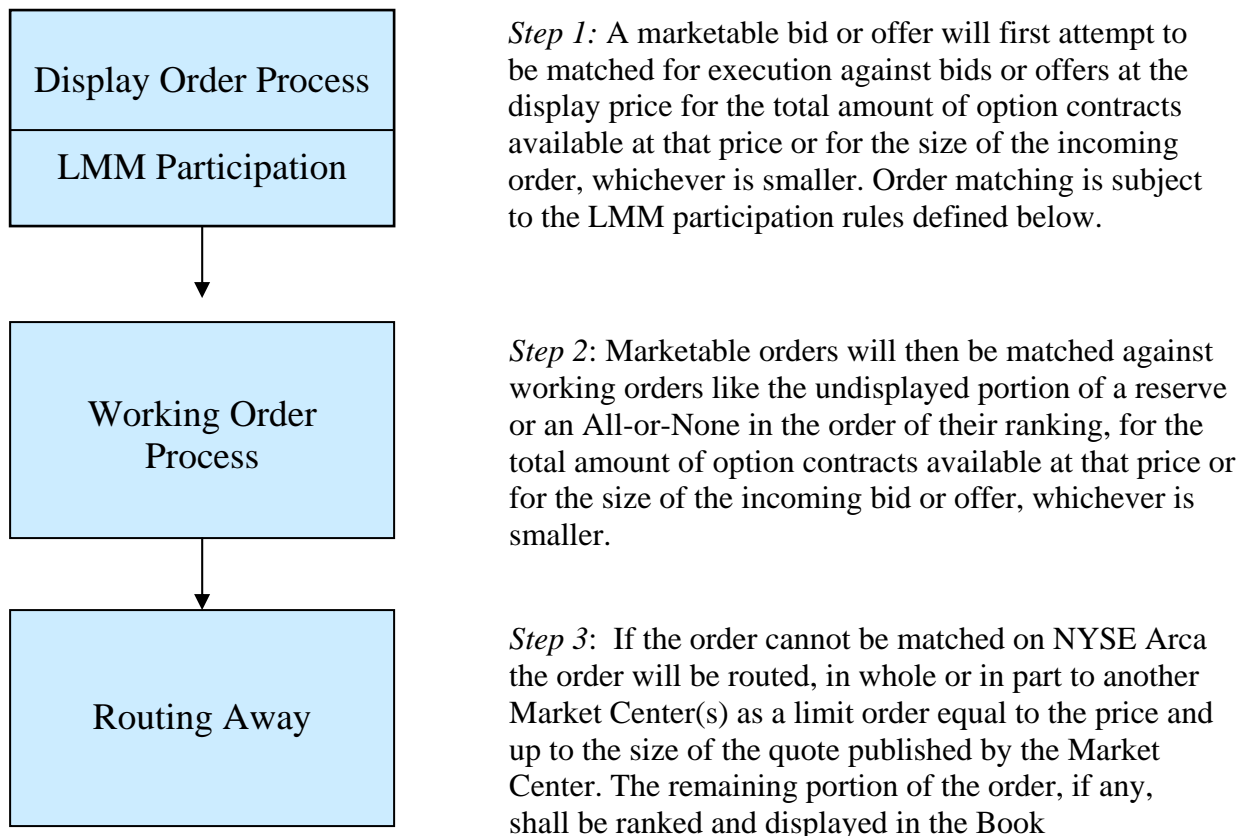 Display Order Process
LMM Participation
Step 1: A marketable bid or offer will first attempt to
be matched for execution against bids or offers at the
display price for the total amount of option contracts
available at that price or for the size of the incoming
order, whichever is smaller. Order matching is subject
to the LMM participation rules defined below.
Working Order
Process
Step 2: Marketable orders will then be matched against
working orders like the undisplayed portion of a reserve
or an All-or-None in the order of their ranking, for the
total amount of option contracts available at that price or
for the size of the incoming bid or offer, whichever is
smaller.
Routing Away
Step 3: If the order cannot be matched on NYSE Arca
the order will be routed, in whole or in part to another
Market Center(s) as a limit order equal to the price and
up to the size of the quote published by the Market
Center. The remaining portion of the order, if any,
shall be ranked and displayed in the Book